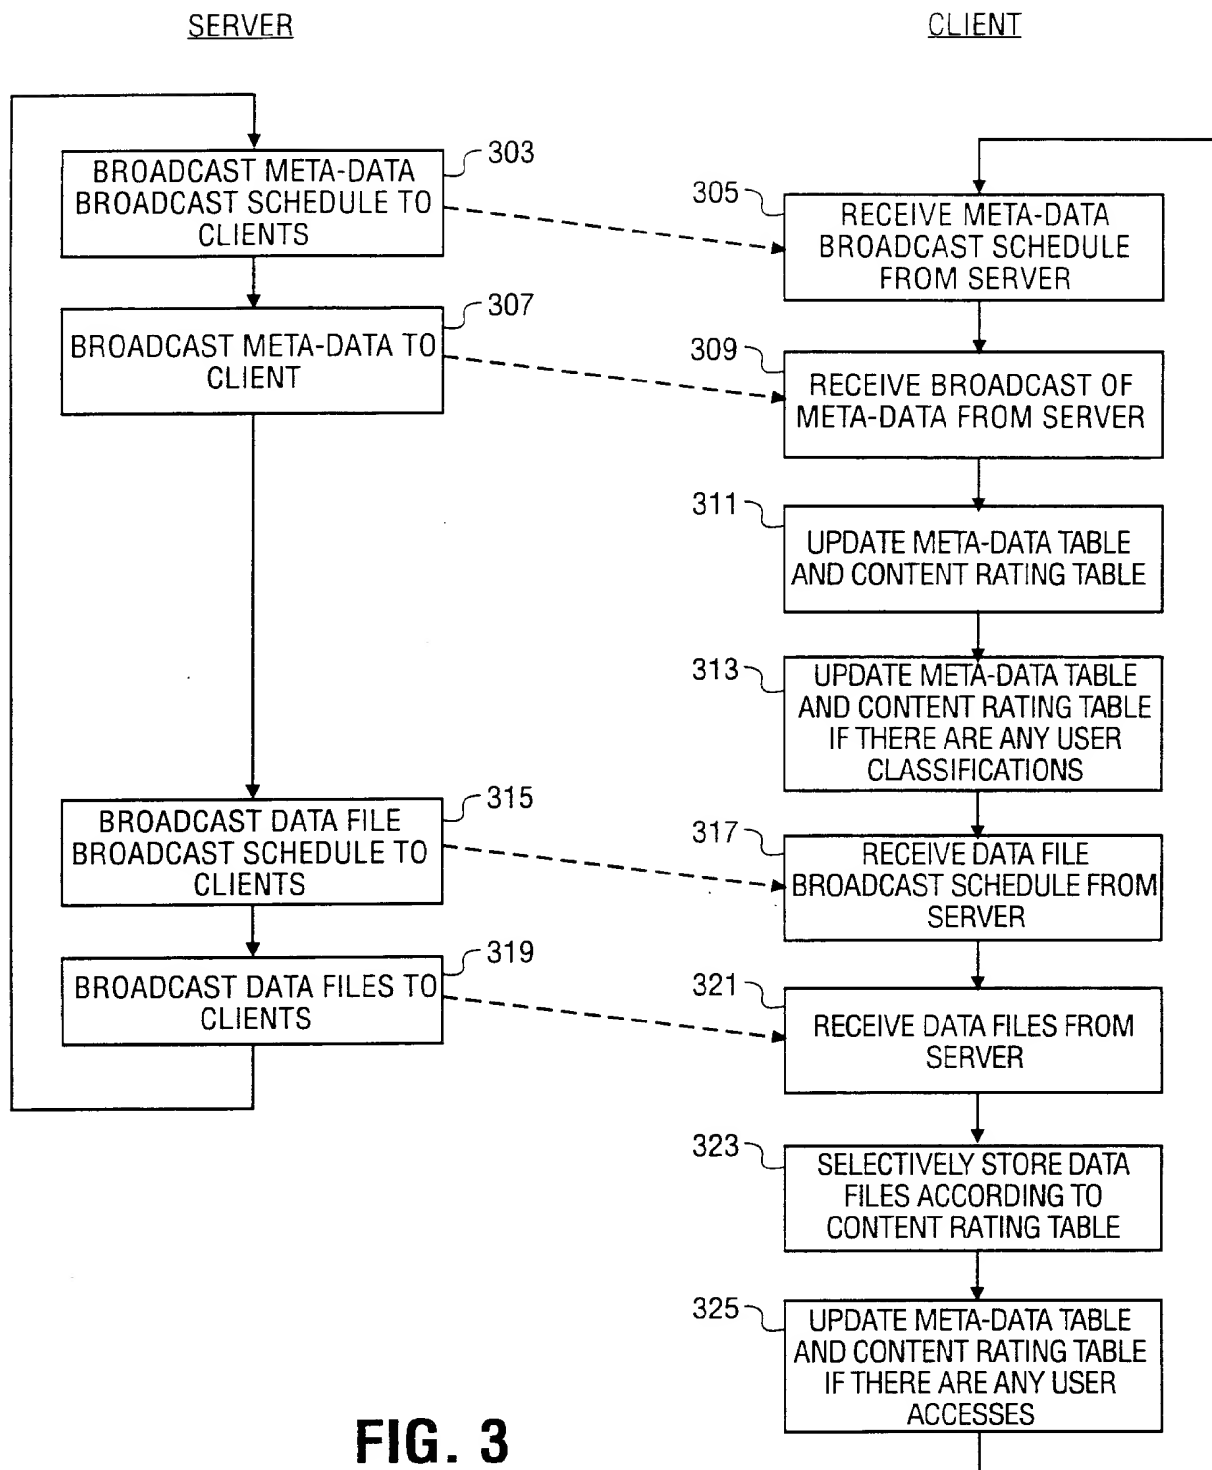 SERVER
CLIENT
303
BROADCAST META-DATA
BROADCAST SCHEDULE TO
CLIENTS
305
RECEIVE META-DATA
BROADCAST SCHEDULE
FROM SERVER
307
BROADCAST META-DATA TO
CLIENT
309
RECEIVE BROADCAST OF
META-DATA FROM SERVER
311
UPDATE META-DATA TABLE
AND CONTENT RATING TABLE
313
UPDATE META-DATA TABLE
AND CONTENT RATING TABLE
IF THERE ARE ANY USER
CLASSIFICATIONS
315
BROADCAST DATA FILE
BROADCAST SCHEDULE TO
CLIENTS
317
RECEIVE DATA FILE
BROADCAST SCHEDULE FROM
SERVER
319
BROADCAST DATA FILES TO
CLIENTS
321
RECEIVE DATA FILES FROM
SERVER
323
SELECTIVELY STORE DATA
FILES ACCORDING TO
CONTENT RATING TABLE
325
UPDATE META-DATA TABLE
AND CONTENT RATING TABLE
IF THERE ARE ANY USER
ACCESSES
FIG. 3